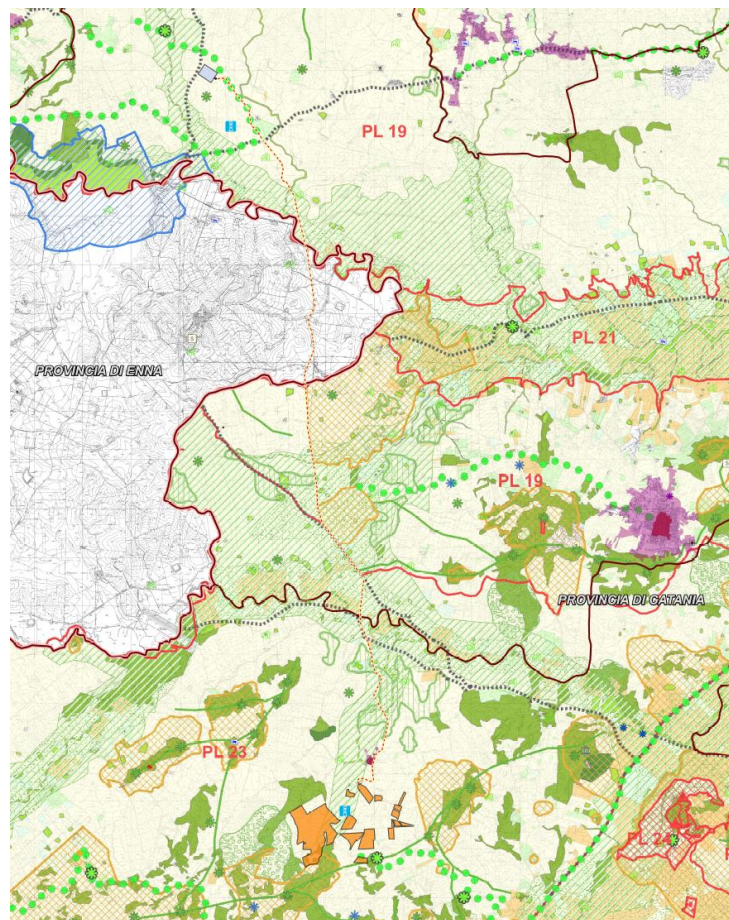 PL 19
PL 21
PROVINCIA DI ENNA
PL 19
PROVINCIA DI CATANIA
PL 23
PL 24